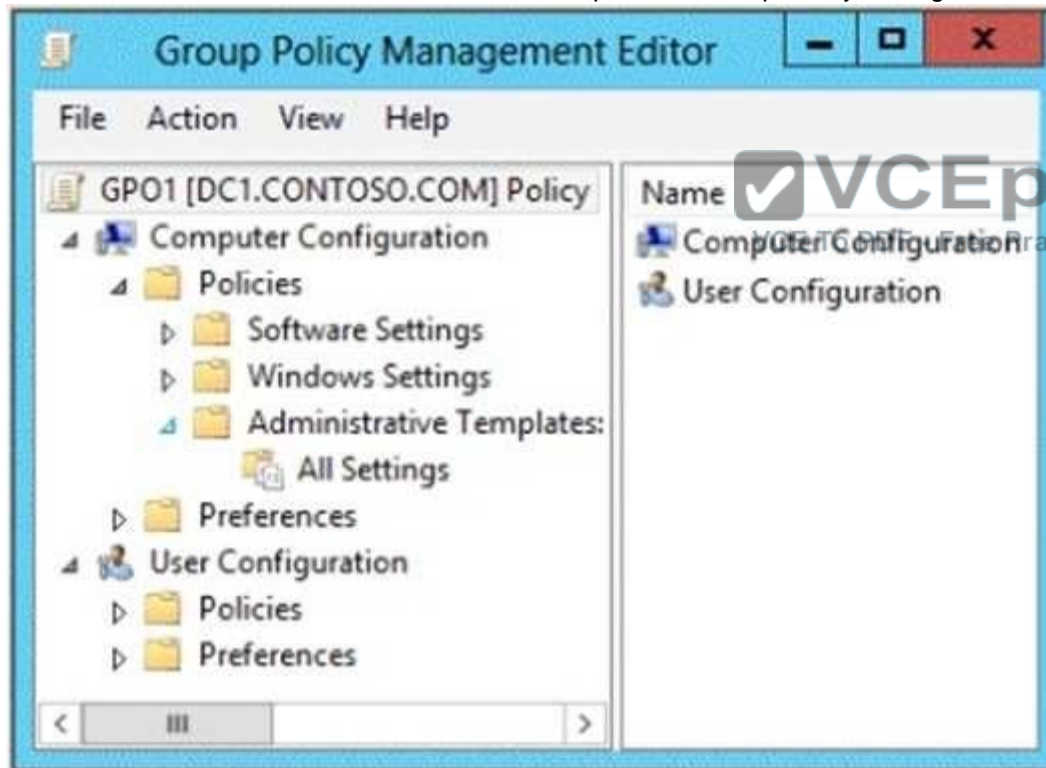 Group Policy Management Editor
File Action View Help
GPO1 [DC1.CONTOSO.COM] Policy
Computer Configuration
Policies
Software Settings
Windows Settings
Administrative Templates:
All Settings
Preferences
User Configuration
Policies
Preferences
Name
Computer Configuration
User Configuration
VCEp